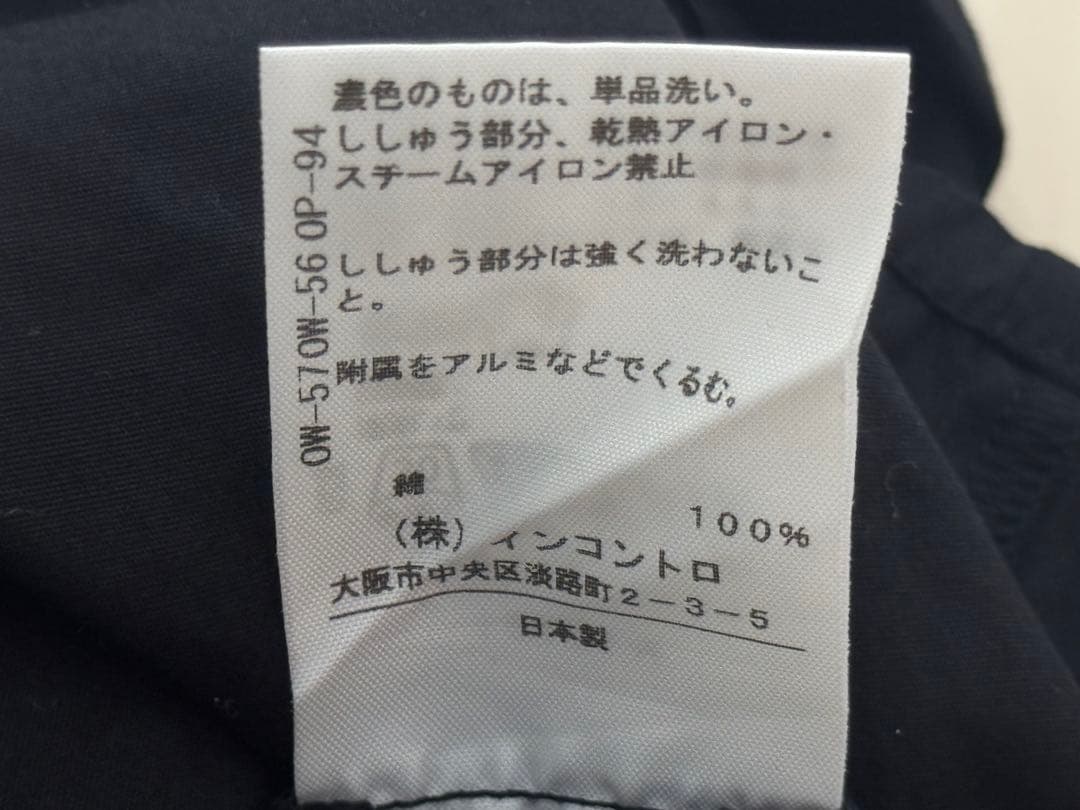 濃色のものは、単品洗い。
ししゅう部分、乾熱アイロン・
スチームアイロン禁止
ししゅう部分は強く洗わないこ
と。
附属をアルミなどでくるむ。
綿 100%
(株) インコントロ
大阪市中央区淡路町2-3-5
日本製
OW-57OW-56 OP-94